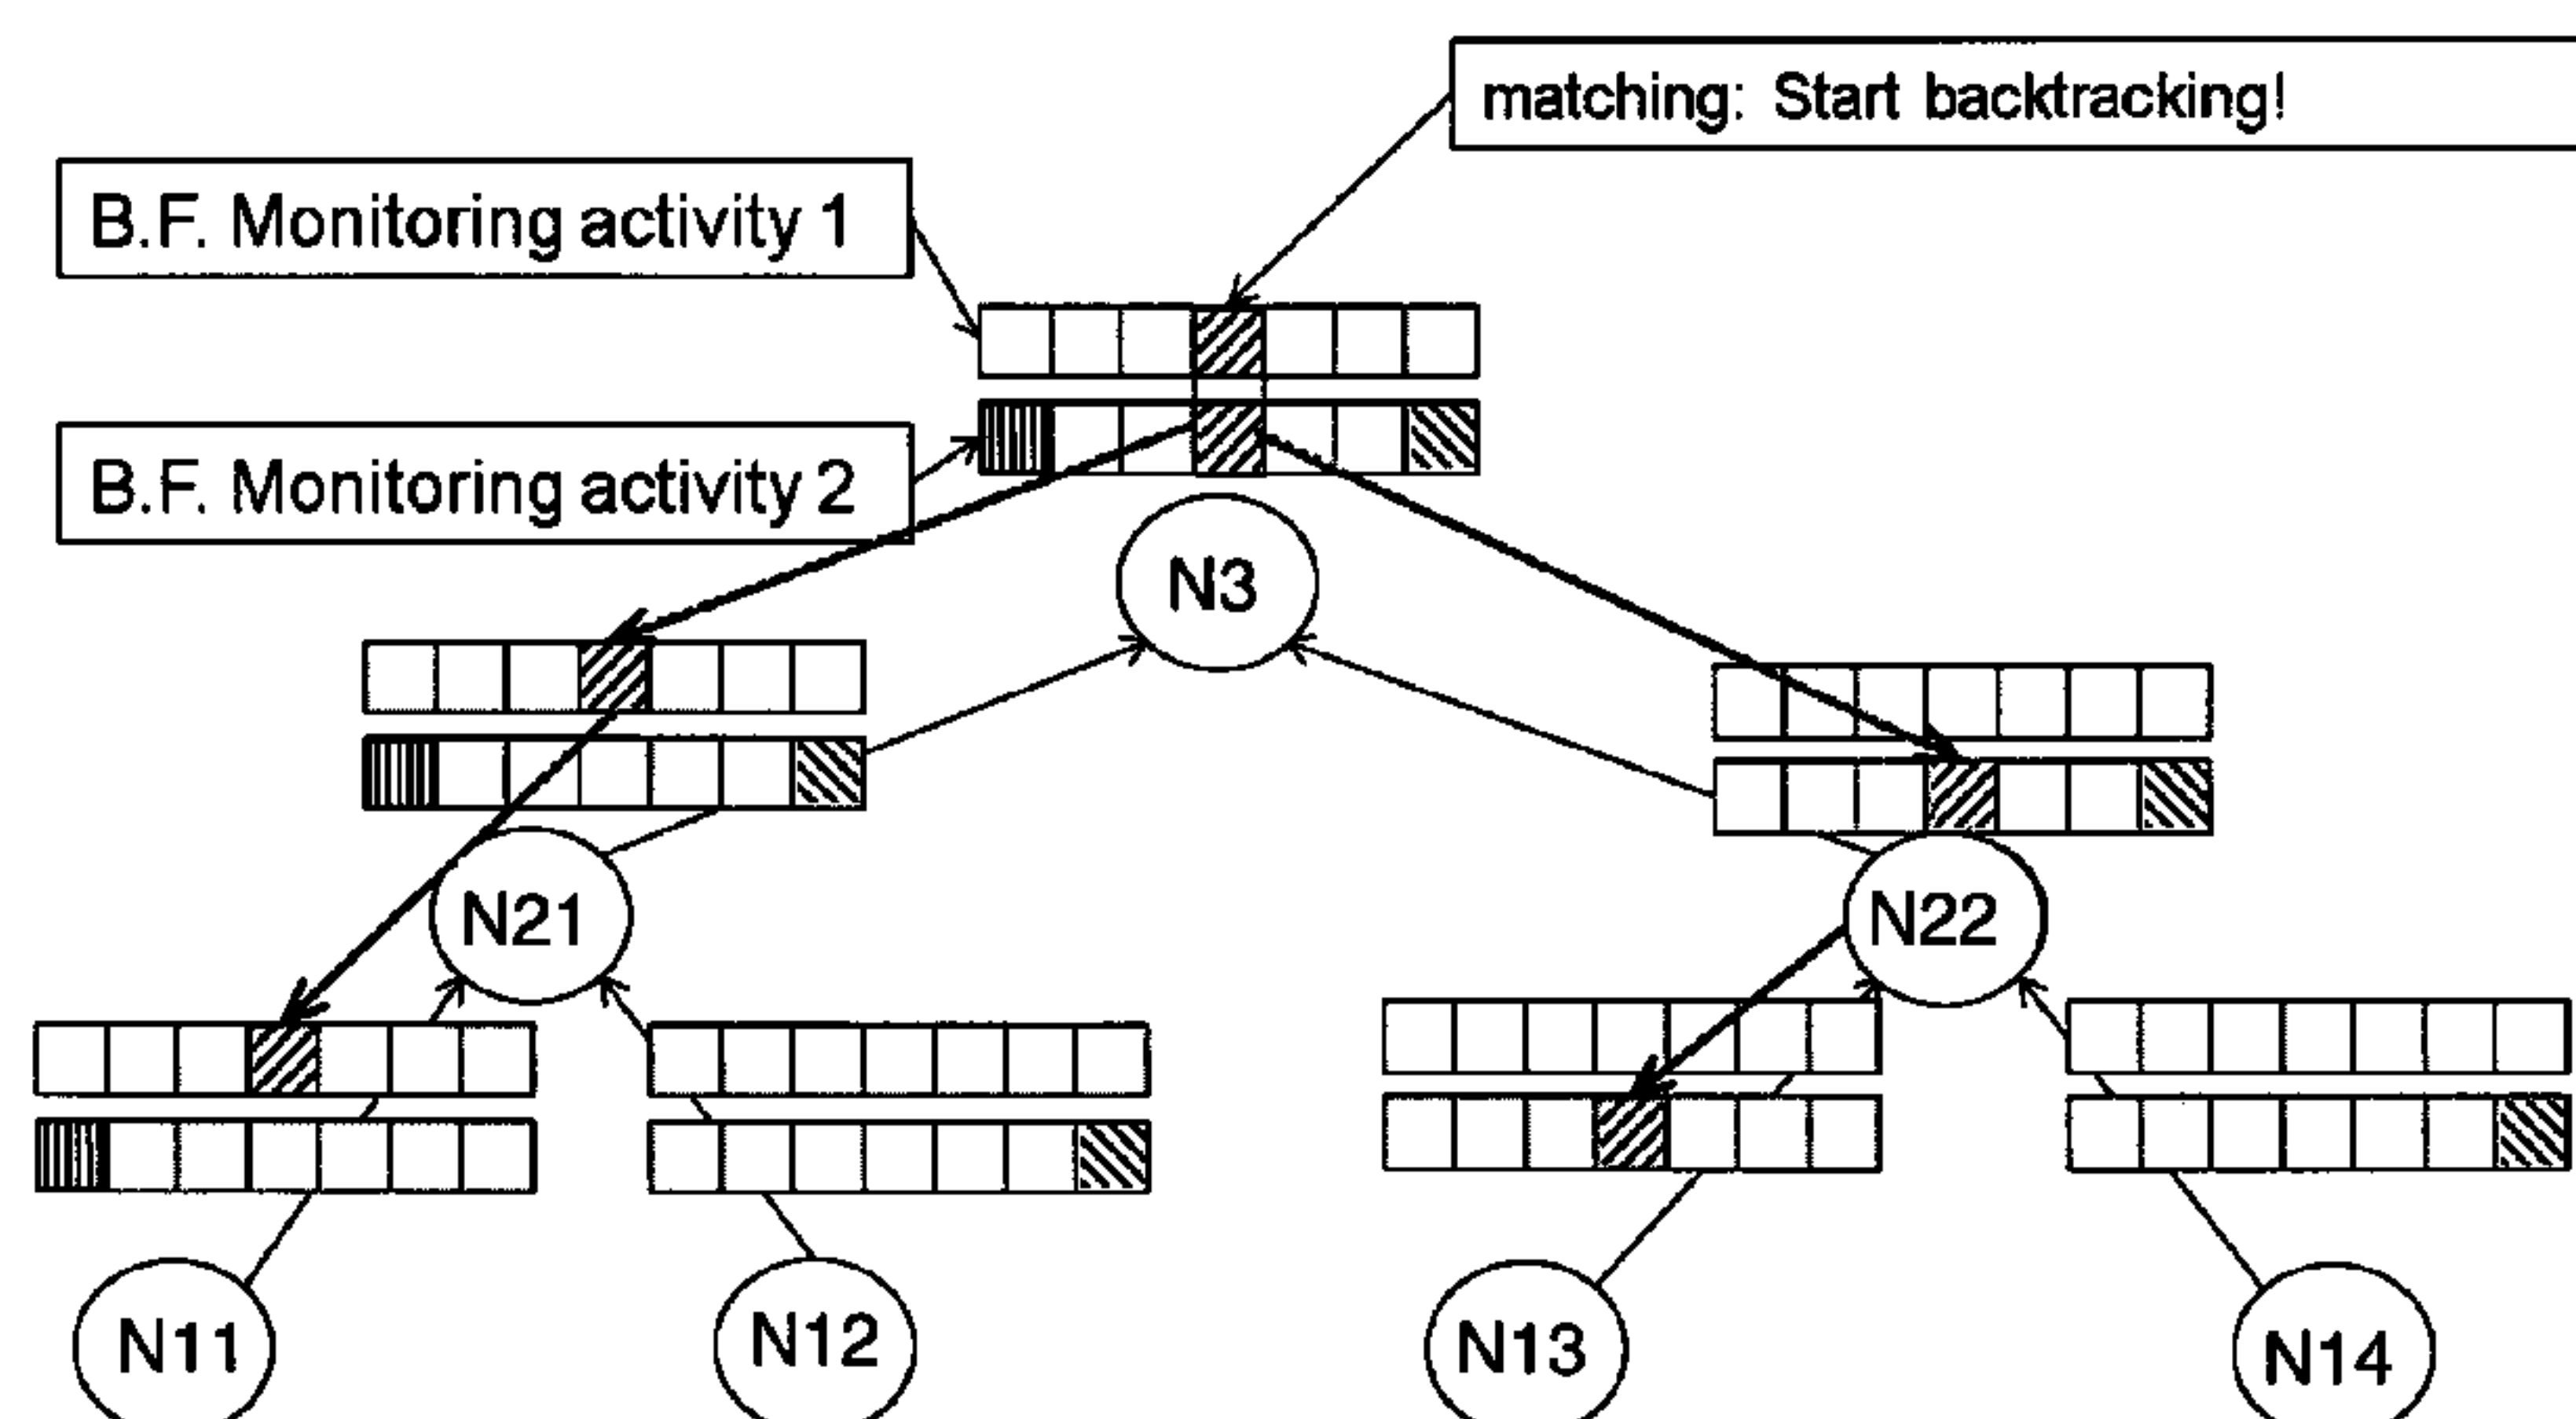 matching: Start backtracking!
B.F. Monitoring activity 1
B.F. Monitoring activity 2
N3
N21
N22
N11
N12
N13
N14